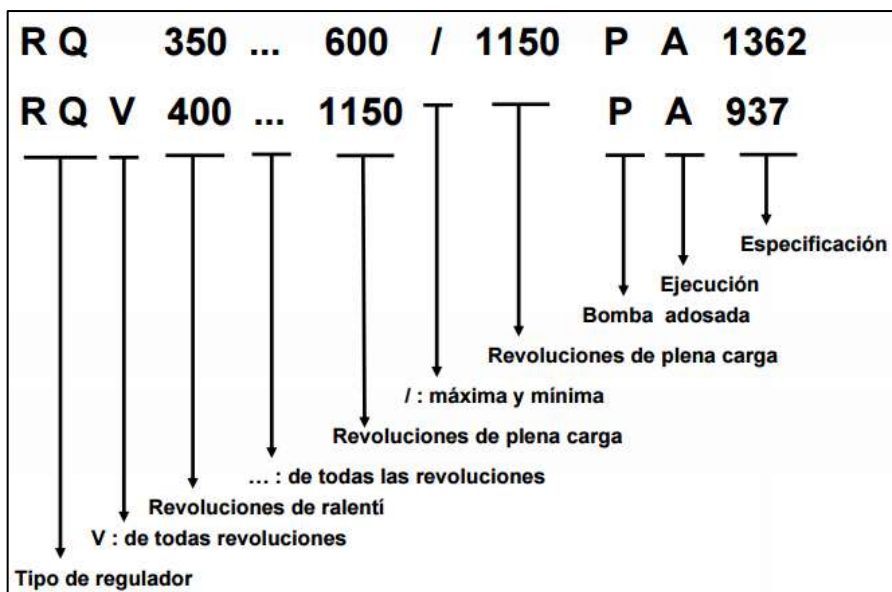 R Q 350 ... 600 / 1150 P A 1362
R Q V 400 ... 1150 P A 937
Especificación
Ejecución
Bomba adosada
Revoluciones de plena carga
/ : máxima y mínima
Revoluciones de plena carga
... : de todas las revoluciones
Revoluciones de ralentí
V : de todas revoluciones
Tipo de regulador